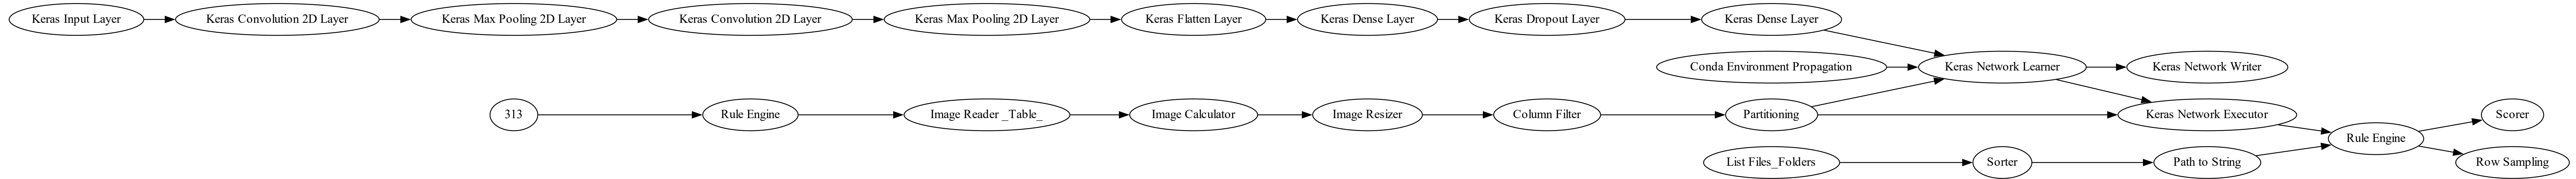 Keras Input Layer
Keras Convolution 2D Layer
Keras Max Pooling 2D Layer
Keras Convolution 2D Layer
Keras Max Pooling 2D Layer
Keras Flatten Layer
Keras Dense Layer
Keras Dropout Layer
Keras Dense Layer
Conda Environment Propagation
Keras Network Learner
Keras Network Writer
313
Rule Engine
Image Reader _Table_
Image Calculator
Image Resizer
Column Filter
Partitioning
Keras Network Executor
Scorer
Rule Engine
List Files_Folders
Sorter
Path to String
Row Sampling